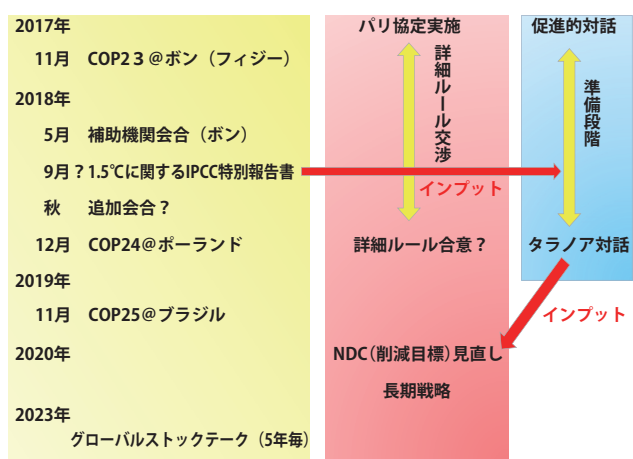 2017年
11月 COP23@ボン（フィジー）
2018年
5月 補助機関会合（ボン）
9月？1.5℃に関するIPCC特別報告書
秋 追加会合？
12月 COP24@ポーランド
2019年
11月 COP25@ブラジル
2020年
2023年
グローバルストックテーク（5年毎）
パリ協定実施
詳細ルール交渉
インプット
詳細ルール合意？
NDC（削減目標）見直し
長期戦略
促進的対話
準備段階
タラノア対話
インプット